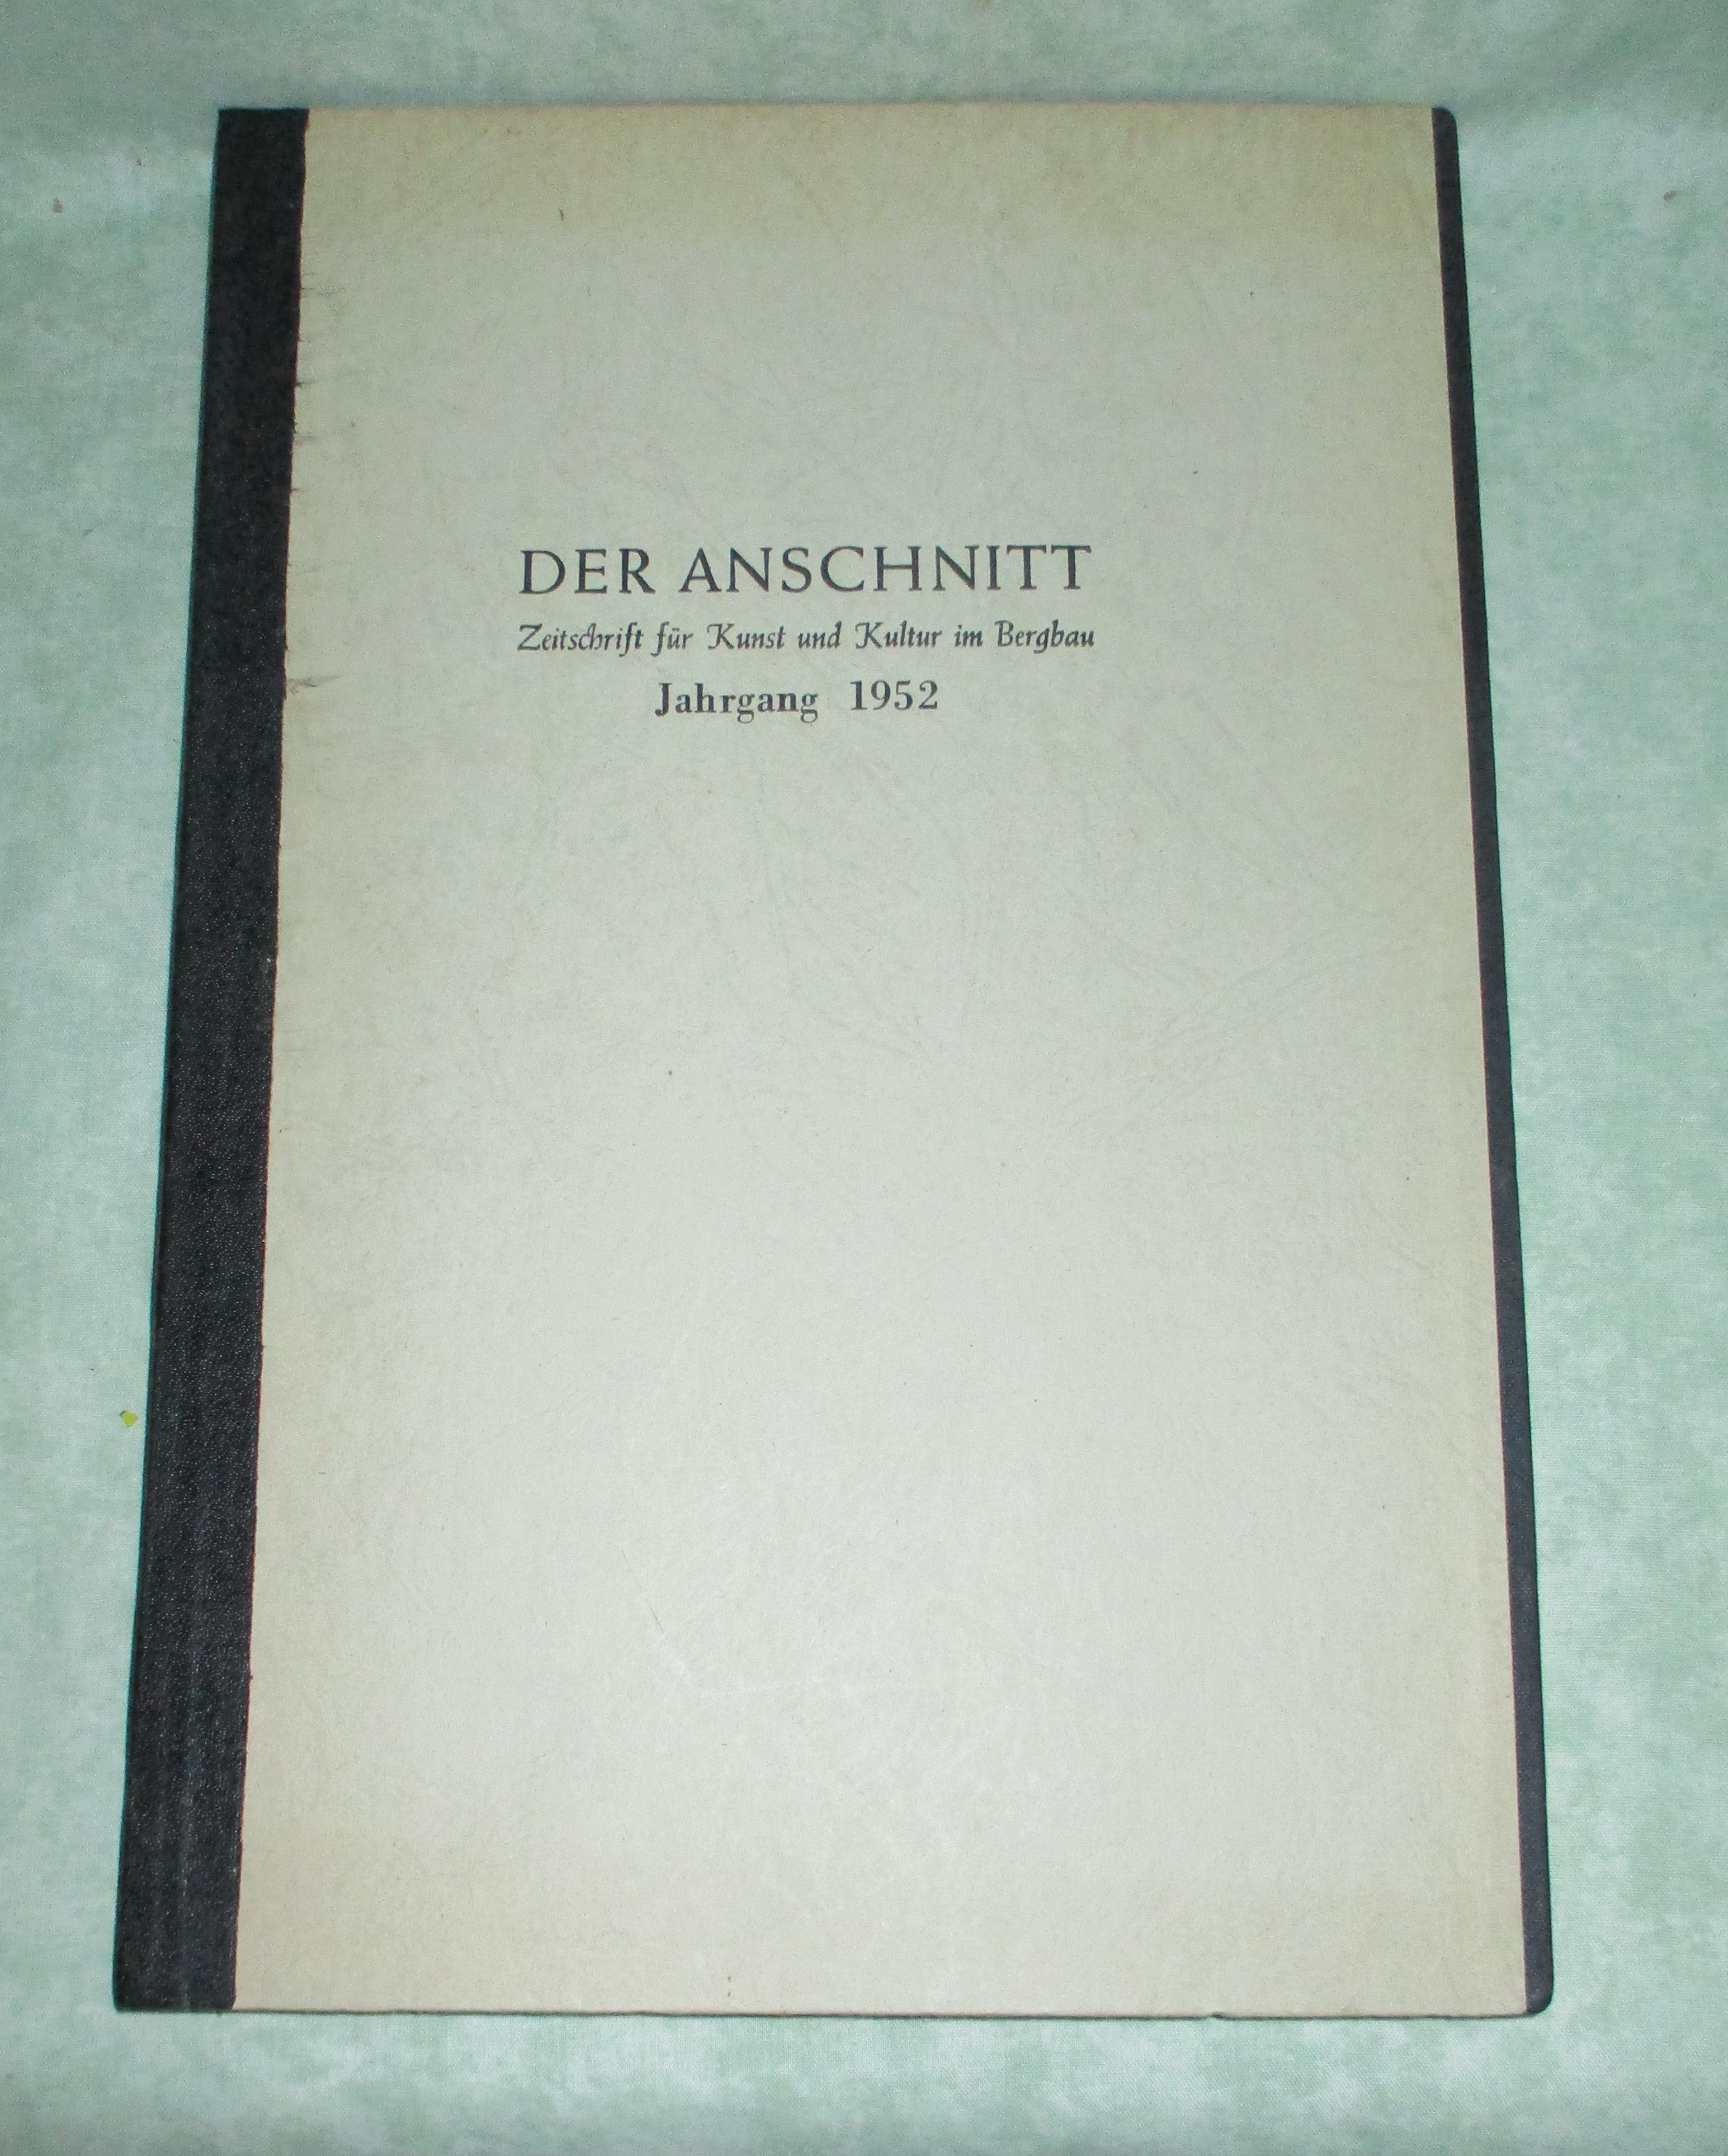 DER ANSCHNITT
Zeitschrift für Kunst und Kultur im Bergbau
Jahrgang 1952